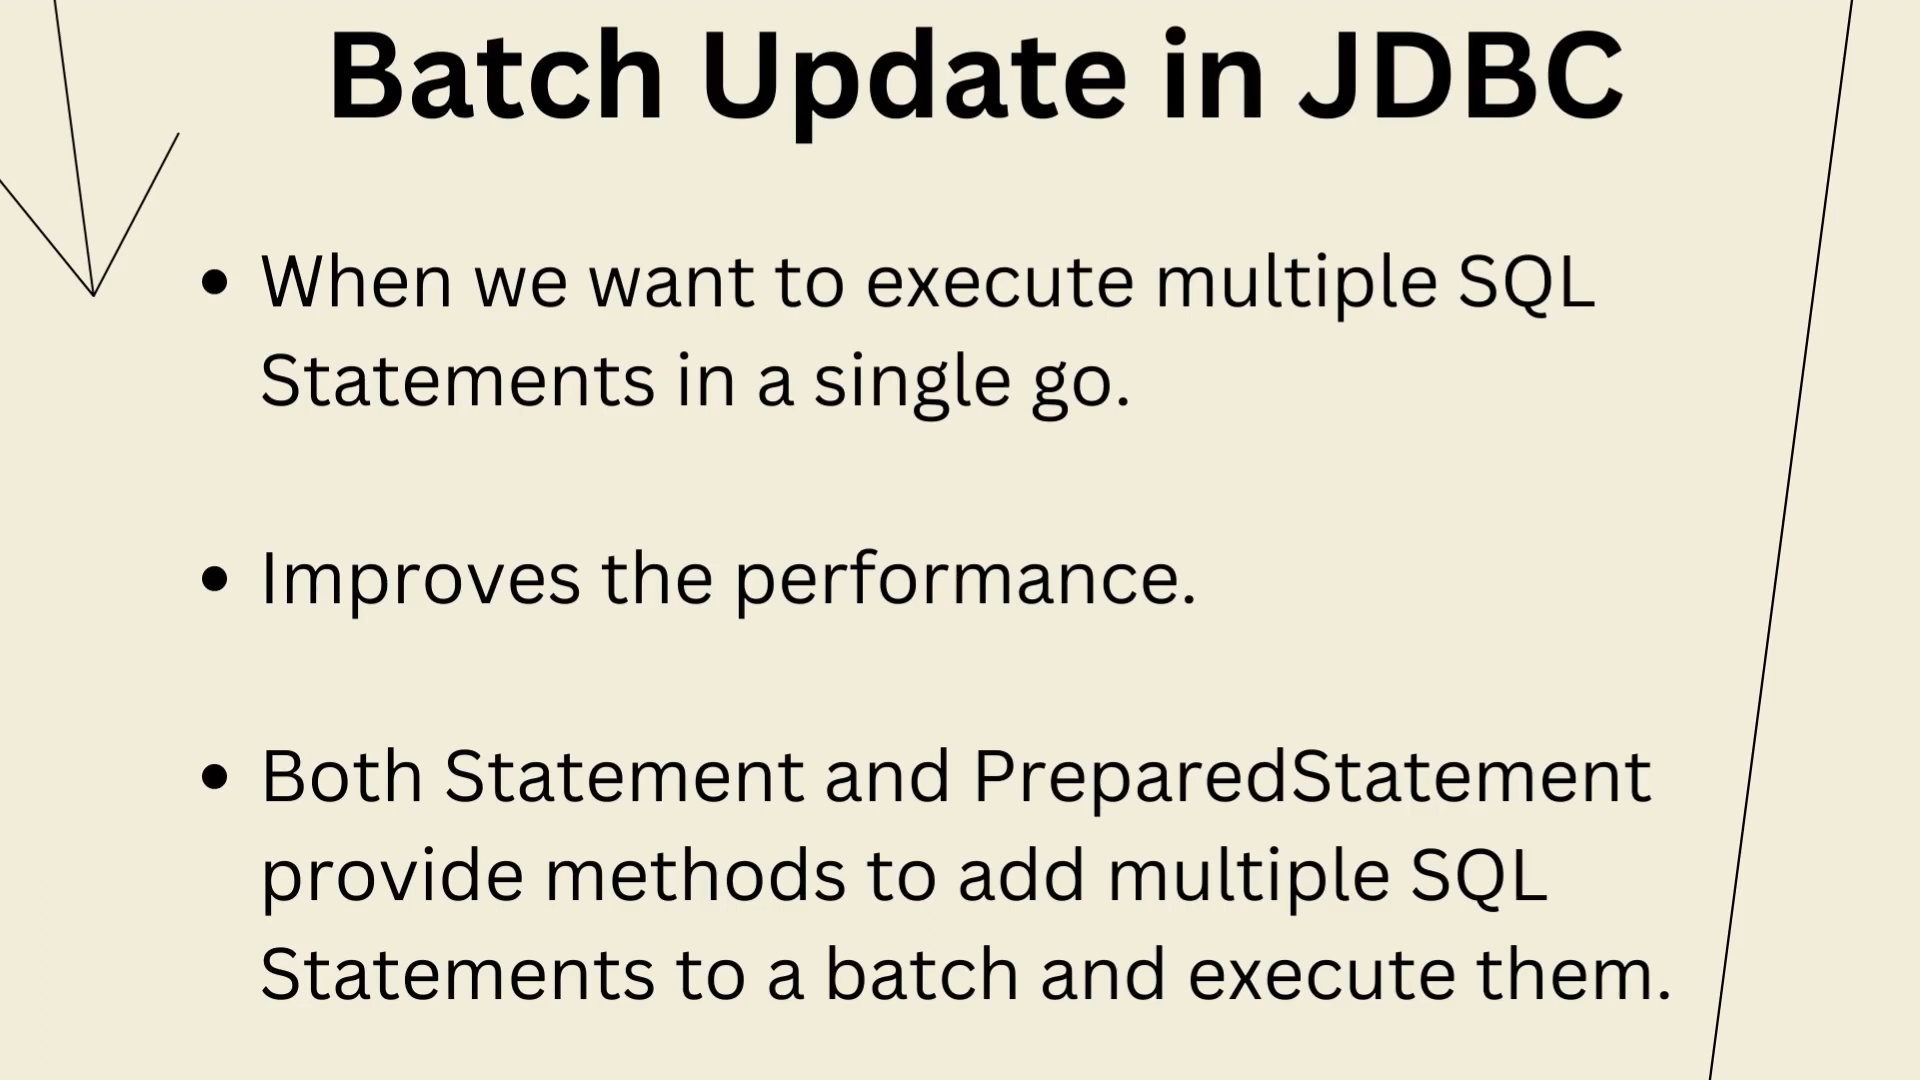 Batch Update in JDBC
• When we want to execute multiple SQL
Statements in a single go.
• Improves the performance.
• Both Statement and PreparedStatement
provide methods to add multiple SQL
Statements to a batch and execute them.